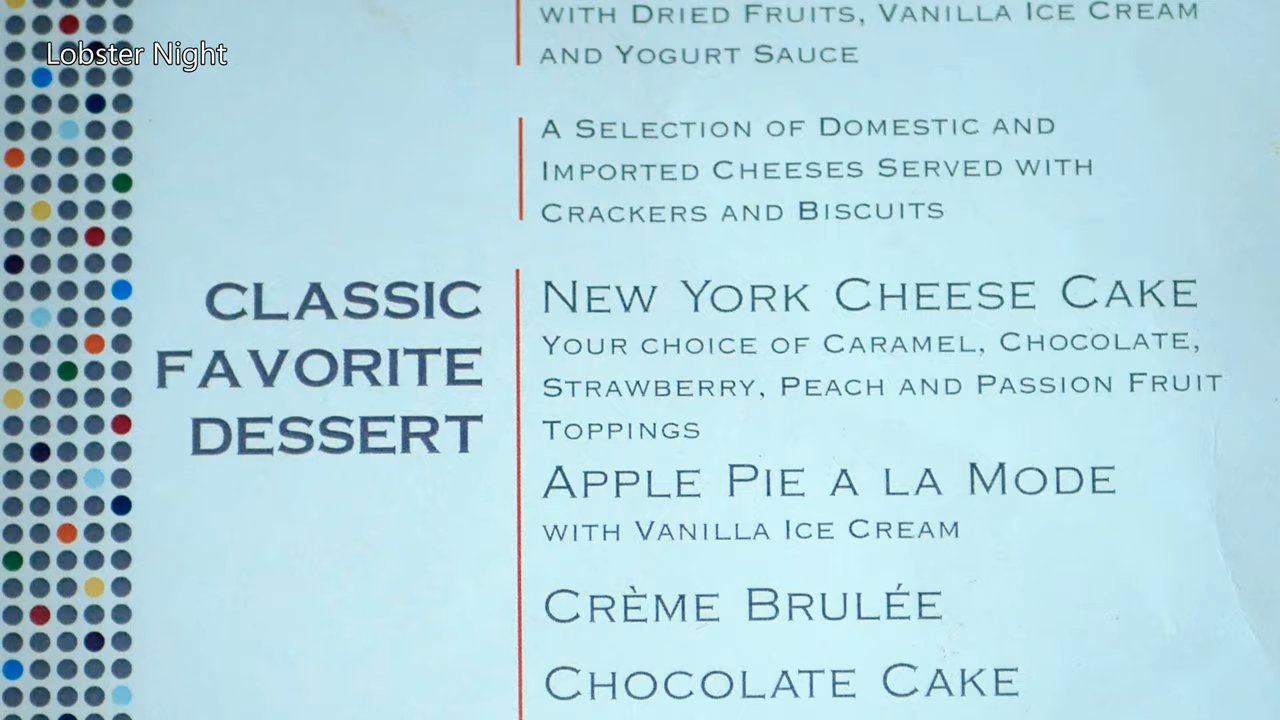 Lobster Night
WITH DRIED FRUITS, VANILLA ICE CREAM
AND YOGURT SAUCE
A SELECTION OF DOMESTIC AND
IMPORTED CHEESES SERVED WITH
CRACKERS AND BISCUITS
CLASSIC
FAVORITE
DESSERT
NEW YORK CHEESE CAKE
YOUR CHOICE OF CARAMEL, CHOCOLATE,
STRAWBERRY, PEACH AND PASSION FRUIT
TOPPINGS
APPLE PIE A LA MODE
WITH VANILLA ICE CREAM
CRÈME BRULÉE
CHOCOLATE CAKE